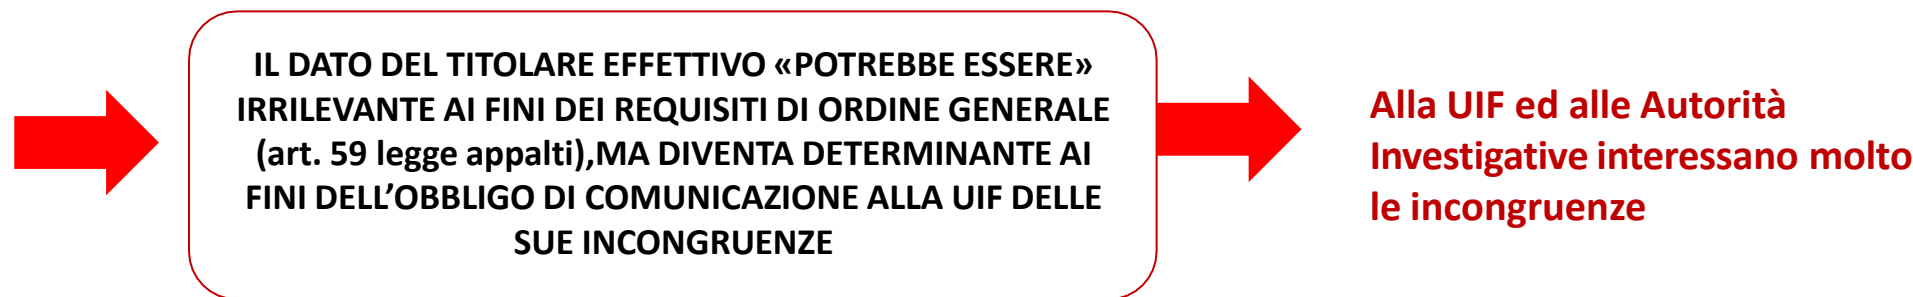 IL DATO DEL TITOLARE EFFETTIVO «POTREBBE ESSERE»
IRRILEVANTE AI FINI DEI REQUISITI DI ORDINE GENERALE
(art. 59 legge appalti),MA DIVENTA DETERMINANTE AI
FINI DELL’OBBLIGO DI COMUNICAZIONE ALLA UIF DELLE
SUE INCONGRUENZE
Alla UIF ed alle Autorità
Investigative interessano molto
le incongruenze